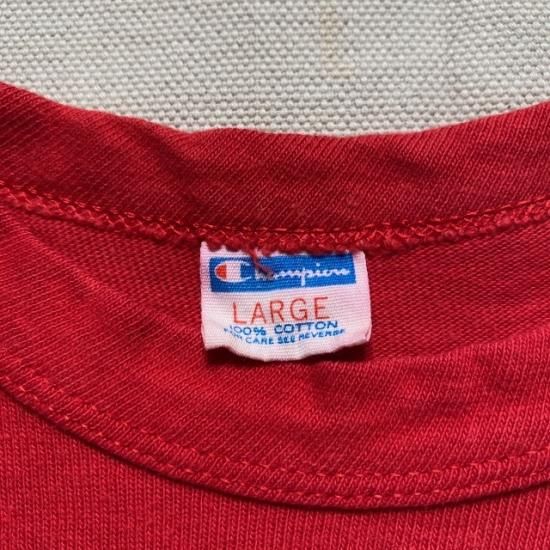 Champion
LARGE
100% COTTON
FOR CARE SEE REVERSE